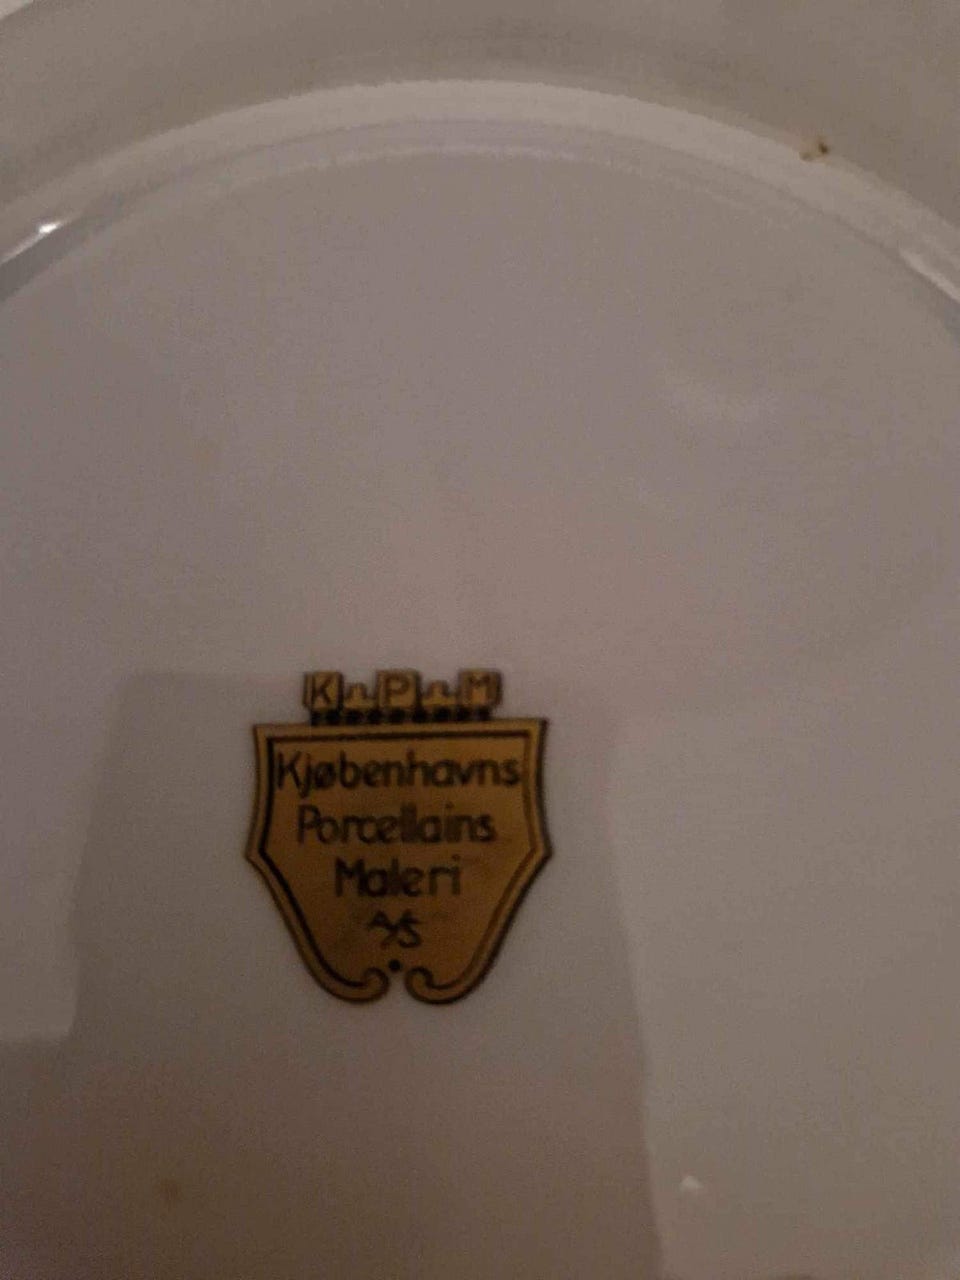 K P M
Kjøbenhavns
Porcellains
Maleri
A/S